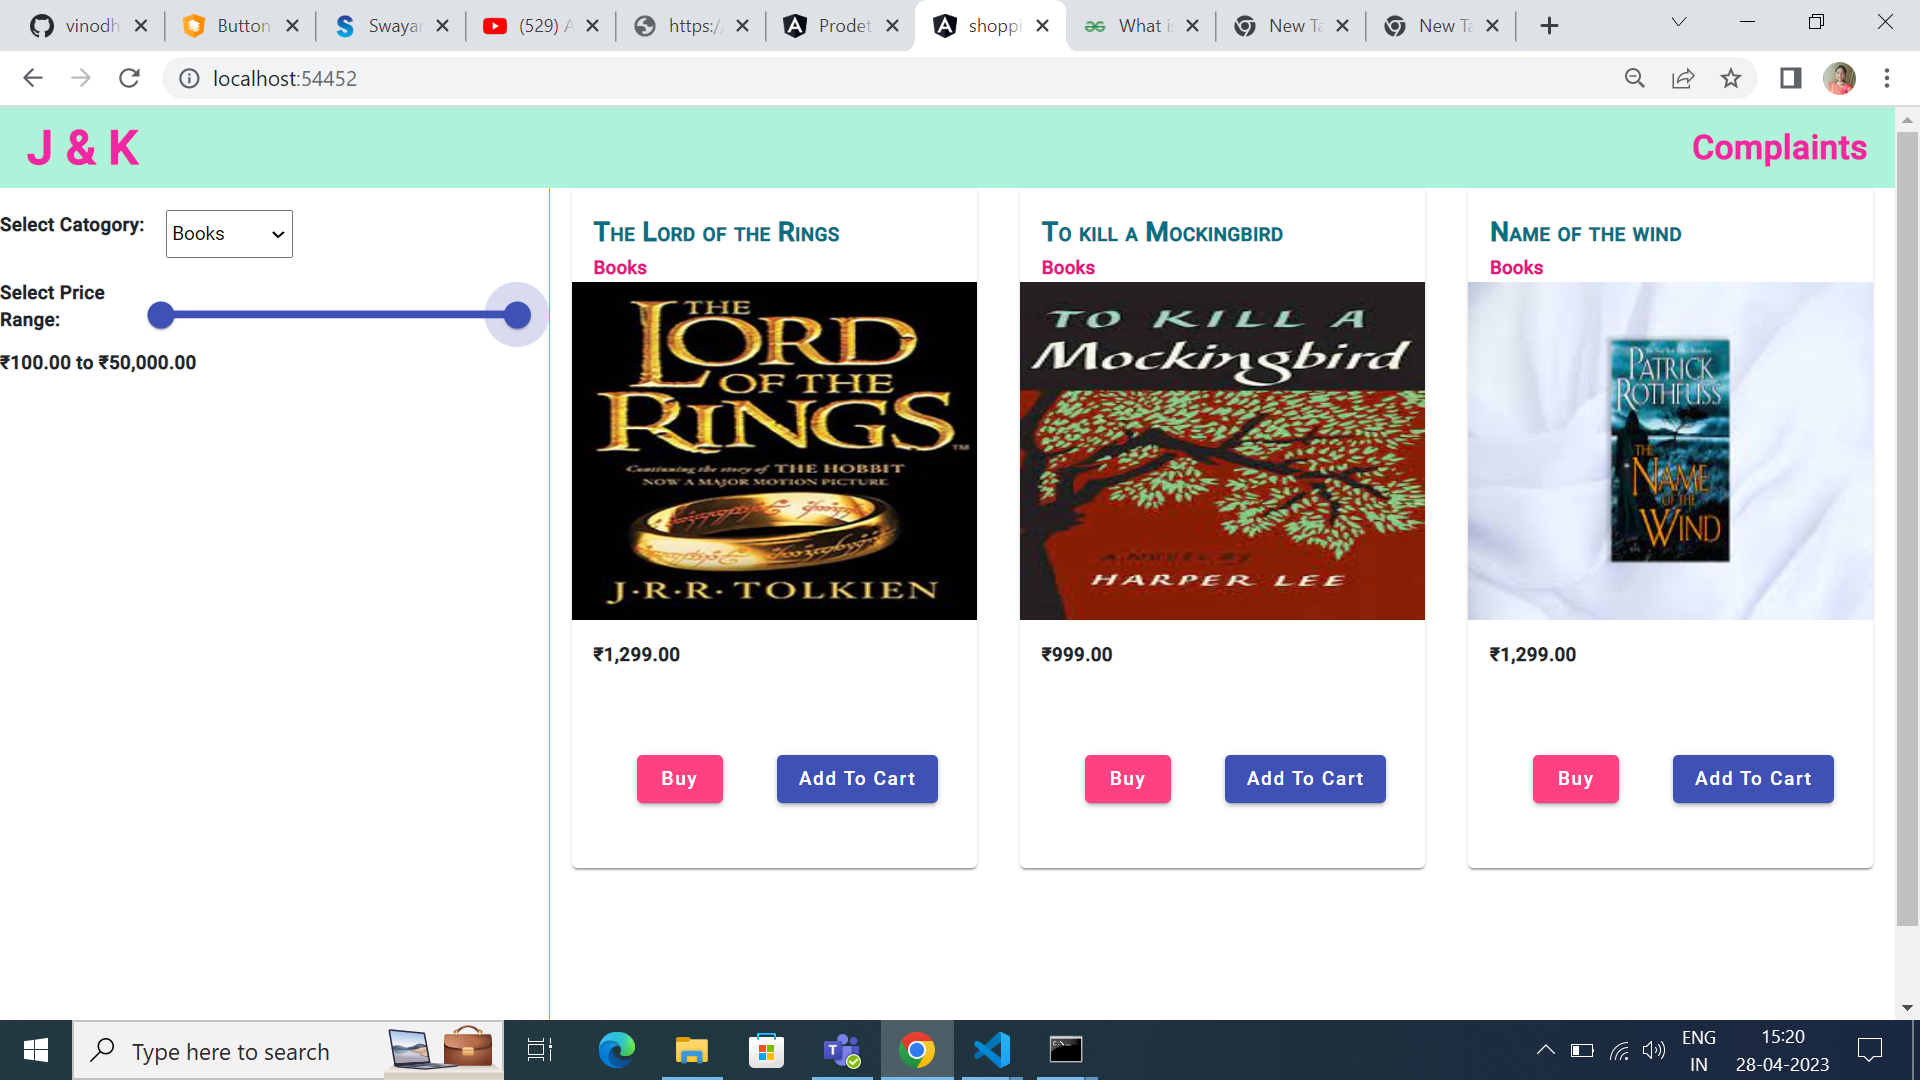 vinodh
Button
Swayar
(529) A
https:/
Prodet
shoppi
What is
New Ta
New Ta
localhost:54452
J & K
Complaints
Select Catogory:
Books
Select Price
Range:
₹100.00 to ₹50,000.00
The Lord of the Rings
Books
THE
LORD
OF THE
RINGS
TM
Continuing the story of THE HOBBIT
NOW A MAJOR MOTION PICTURE
J·R·R·TOLKIEN
₹1,299.00
Buy
Add To Cart
To kill a Mockingbird
Books
TO KILL A
Mockingbird
A NOVEL BY
HARPER LEE
₹999.00
Buy
Add To Cart
Name of the wind
Books
PATRICK
ROTHFUSS
THE
NAME
OF THE
WIND
₹1,299.00
Buy
Add To Cart
Type here to search
ENG
IN
15:20
28-04-2023